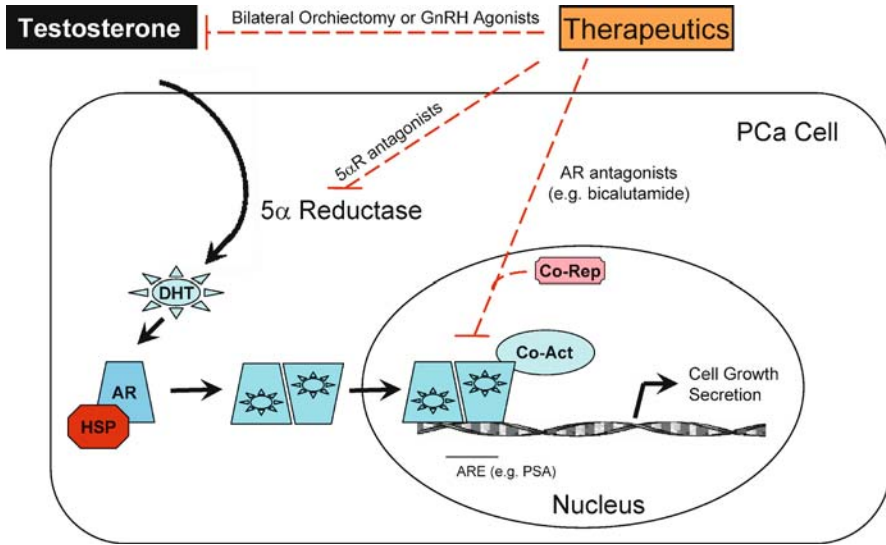 Testosterone
Bilateral Orchiectomy or GnRH Agonists
Therapeutics
PCa Cell
5αR antagonists
AR antagonists
(e.g. bicalutamide)
5α Reductase
Co-Rep
DHT
Co-Act
AR
HSP
Cell Growth
Secretion
ARE (e.g. PSA)
Nucleus